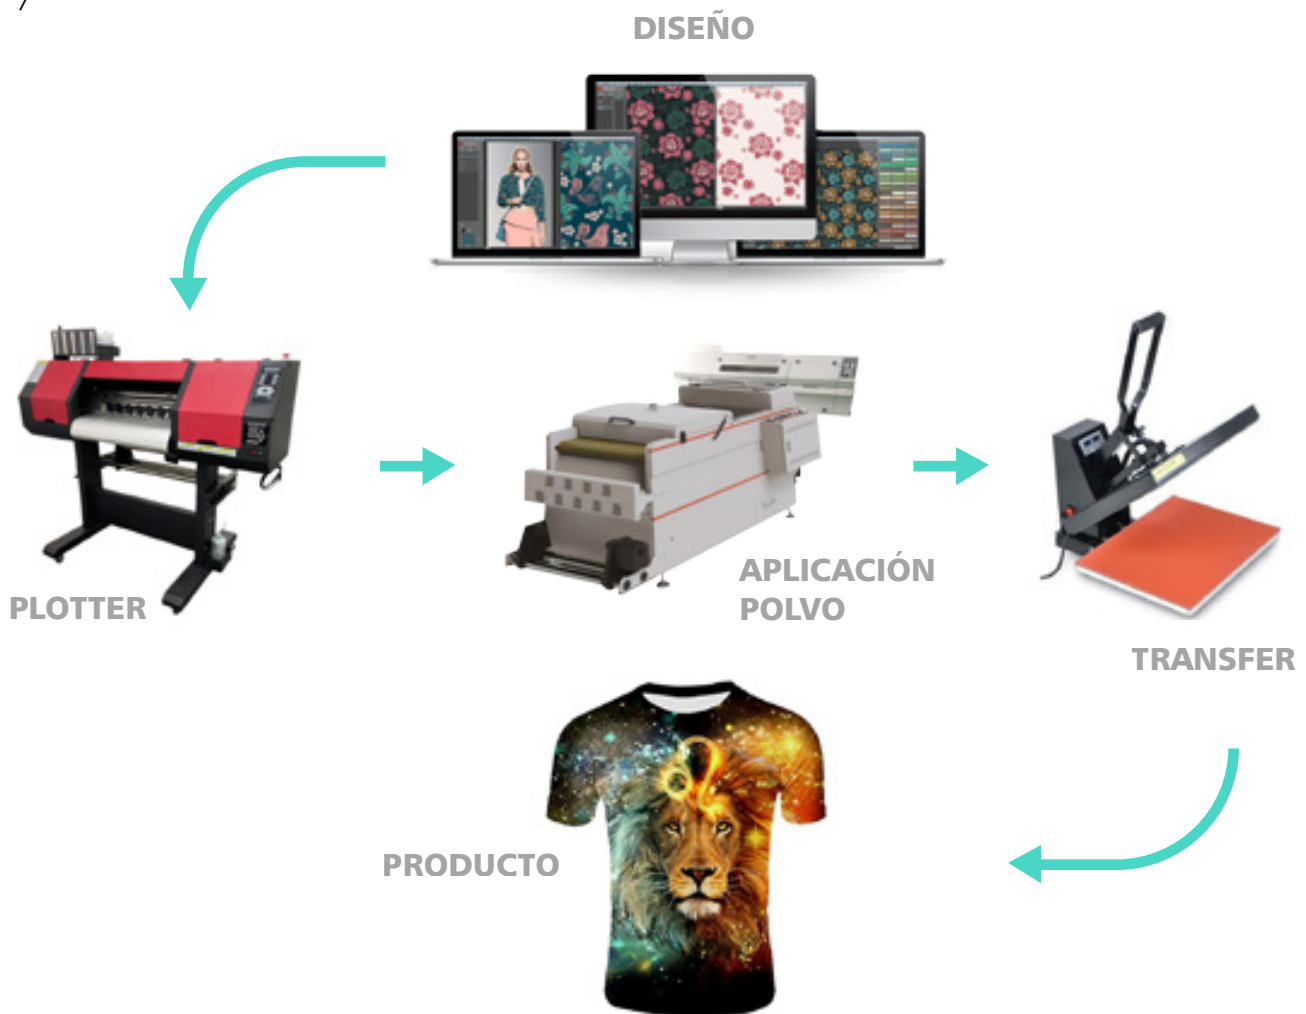 DISEÑO
PLOTTER
APLICACIÓN
POLVO
TRANSFER
PRODUCTO